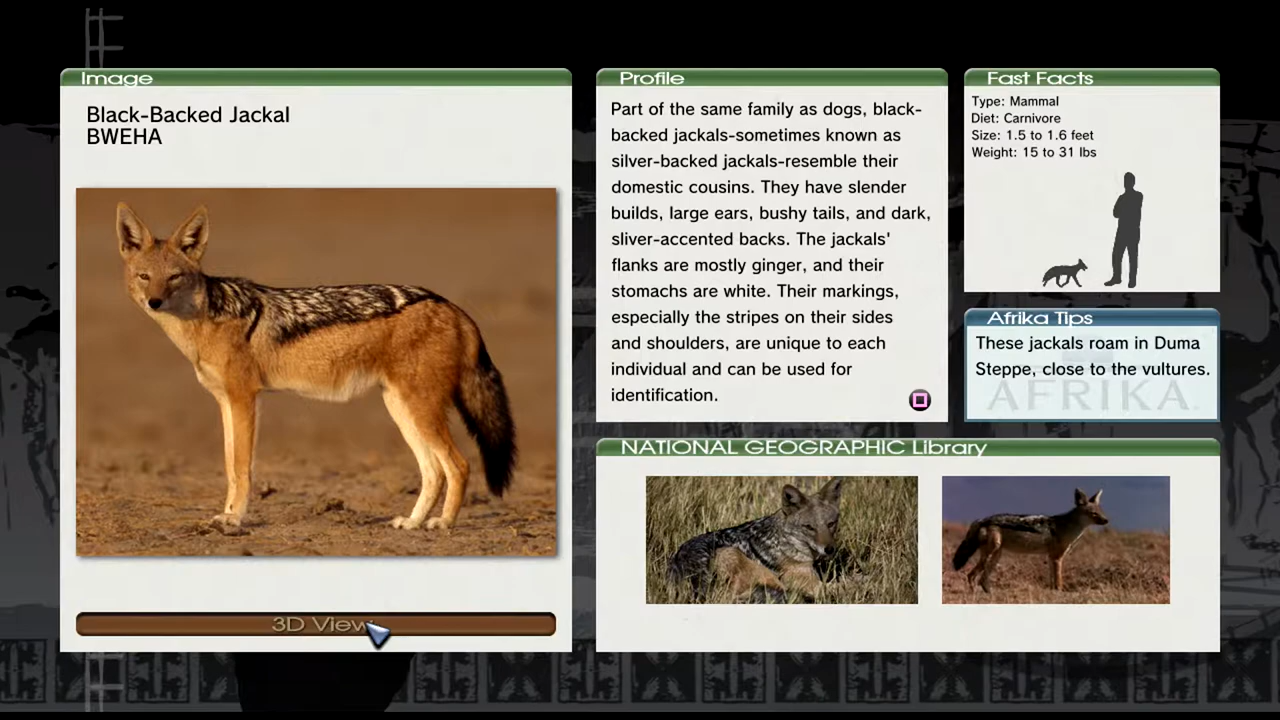 Image
Black-Backed Jackal
BWEHA
3D View
Profile
Part of the same family as dogs, black-
backed jackals-sometimes known as
silver-backed jackals-resemble their
domestic cousins. They have slender
builds, large ears, bushy tails, and dark,
sliver-accented backs. The jackals'
flanks are mostly ginger, and their
stomachs are white. Their markings,
especially the stripes on their sides
and shoulders, are unique to each
individual and can be used for
identification.
Fast Facts
Type: Mammal
Diet: Carnivore
Size: 1.5 to 1.6 feet
Weight: 15 to 31 lbs
Afrika Tips
These jackals roam in Duma
Steppe, close to the vultures.
AFRIKA
NATIONAL GEOGRAPHIC Library